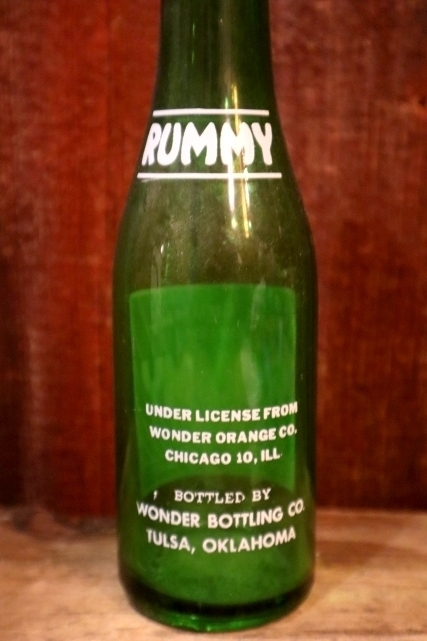 RUMMY
UNDER LICENSE FROM
WONDER ORANGE CO.
CHICAGO 10, ILL.
BOTTLED BY
WONDER BOTTLING CO.
TULSA, OKLAHOMA